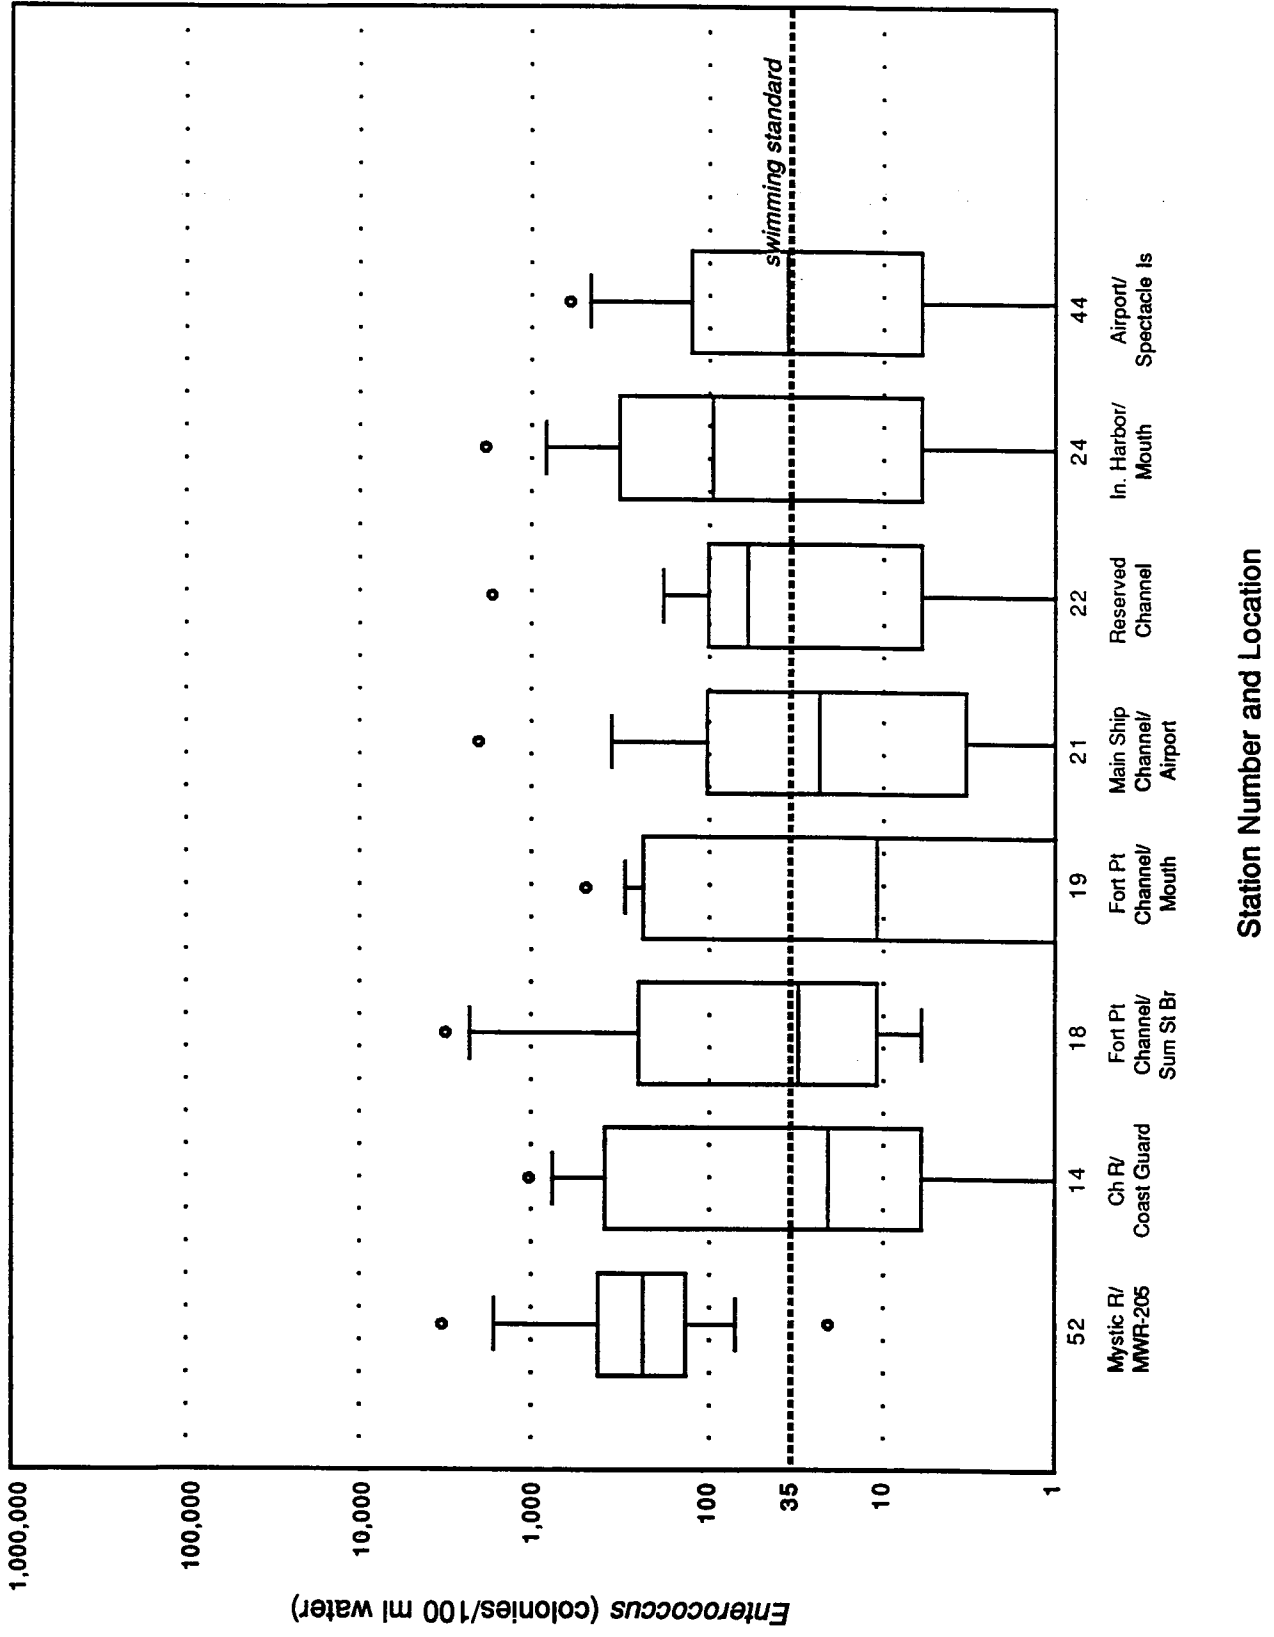 1,000,000
100,000
10,000
1,000
100
35
10
1
Enterococcus (colonies/100 ml water)
swimming standard
52
14
18
19
21
22
24
44
Mystic R/
MWR-205
Ch R/
Coast Guard
Fort Pt
Channel/
Sum St Br
Fort Pt
Channel/
Mouth
Main Ship
Channel/
Airport
Reserved
Channel
In. Harbor/
Mouth
Airport/
Spectacle Is
Station Number and Location